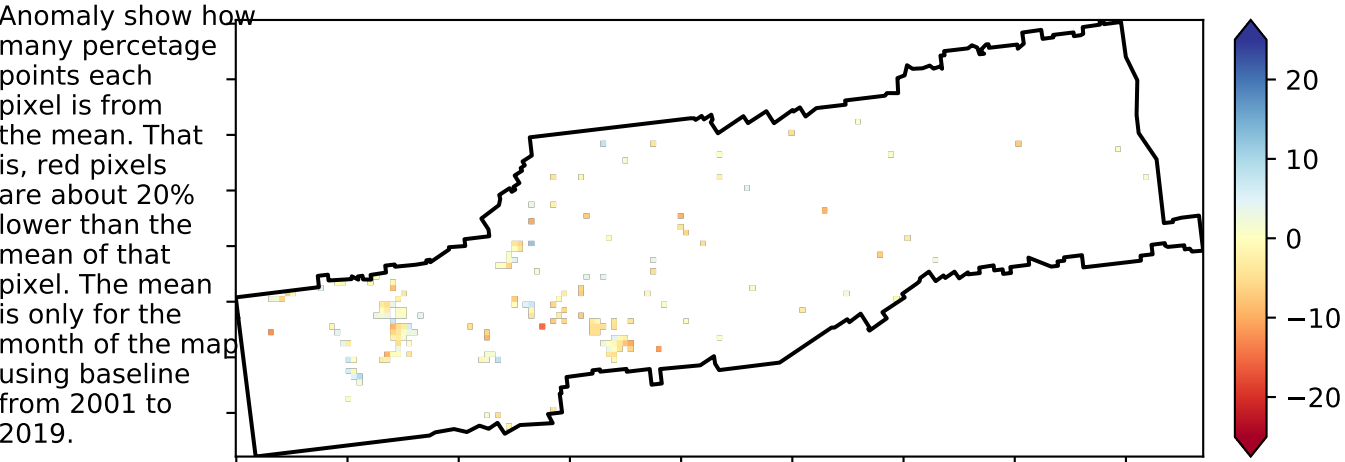 Anomaly show how
many percetage
points each
pixel is from
the mean. That
is, red pixels
are about 20%
lower than the
mean of that
pixel. The mean
is only for the
month of the map
using baseline
from 2001 to
2019.
20
10
0
−10
−20